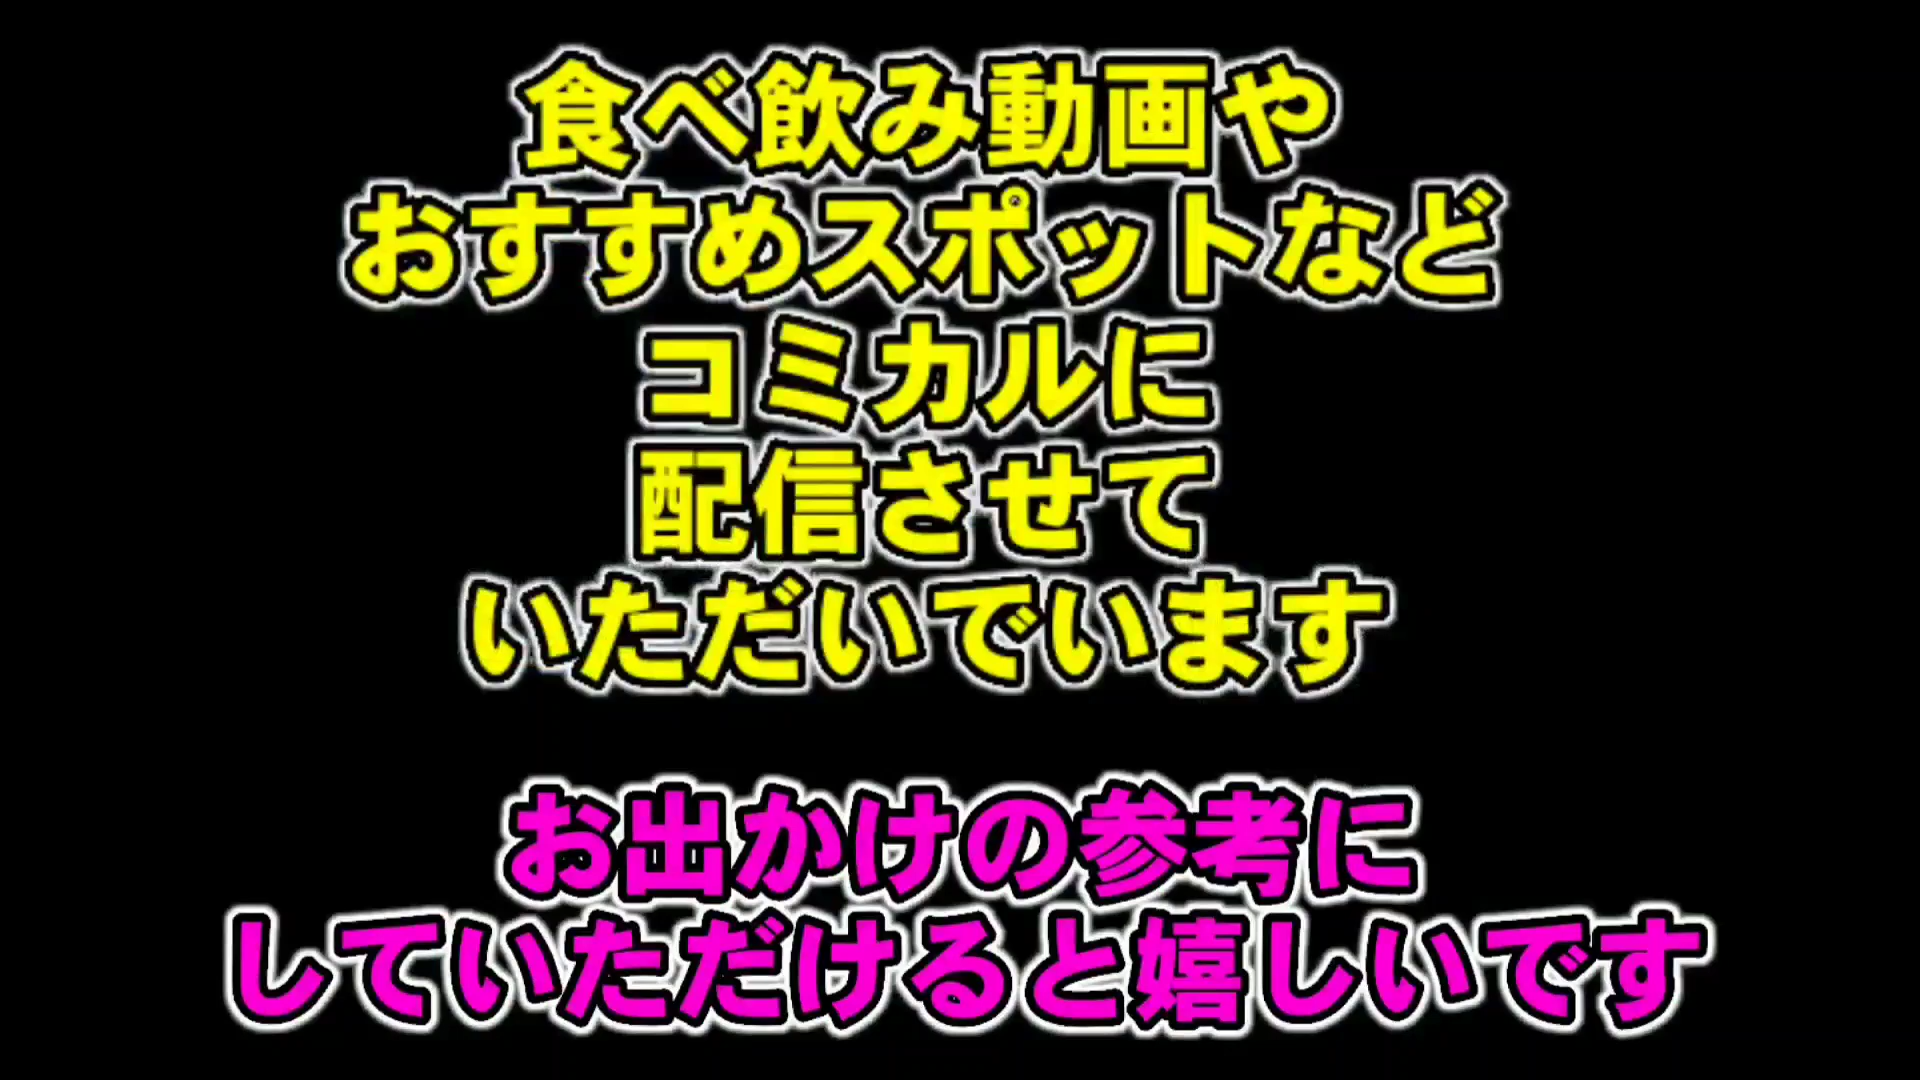 食べ飲み動画や
おすすめスポットなど
コミカルに
配信させて
いただいでいます
お出かけの参考に
していただけると嬉しいです